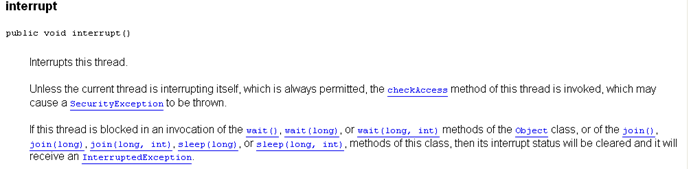 interrupt
public void interrupt()
Interrupts this thread.
Unless the current thread is interrupting itself, which is always permitted, the checkAccess method of this thread is invoked, which may
cause a SecurityException to be thrown.
If this thread is blocked in an invocation of the wait(), wait(long), or wait(long, int) methods of the Object class, or of the join(),
join(long), join(long, int), sleep(long), or sleep(long, int), methods of this class, then its interrupt status will be cleared and it will
receive an InterruptedException.